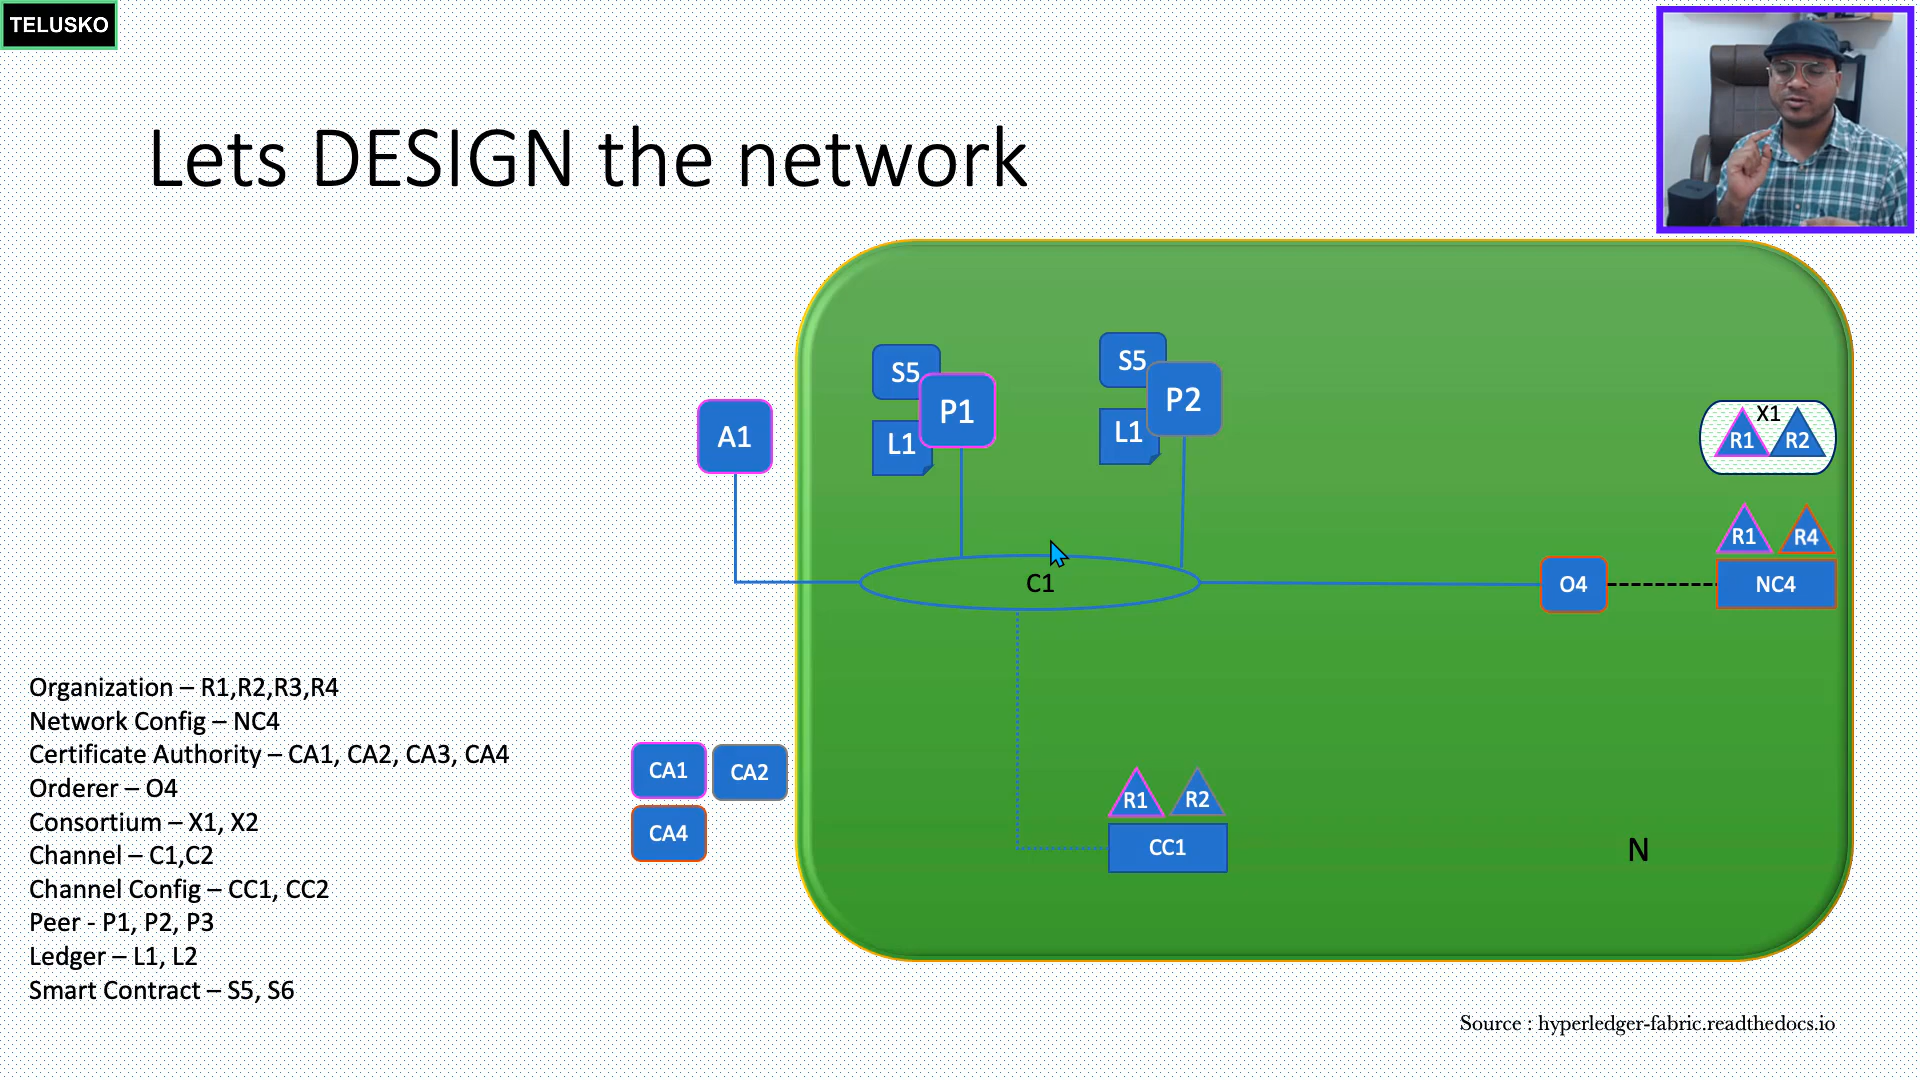 TELUSKO
Lets DESIGN the network
S5
P1
L1
S5
P2
L1
A1
X1
R1 R2
R1 R4
C1
O4
NC4
Organization – R1,R2,R3,R4
Network Config – NC4
Certificate Authority – CA1, CA2, CA3, CA4
Orderer – O4
Consortium – X1, X2
Channel – C1,C2
Channel Config – CC1, CC2
Peer - P1, P2, P3
Ledger – L1, L2
Smart Contract – S5, S6
CA1 CA2
CA4
R1 R2
CC1
N
Source : hyperledger-fabric.readthedocs.io